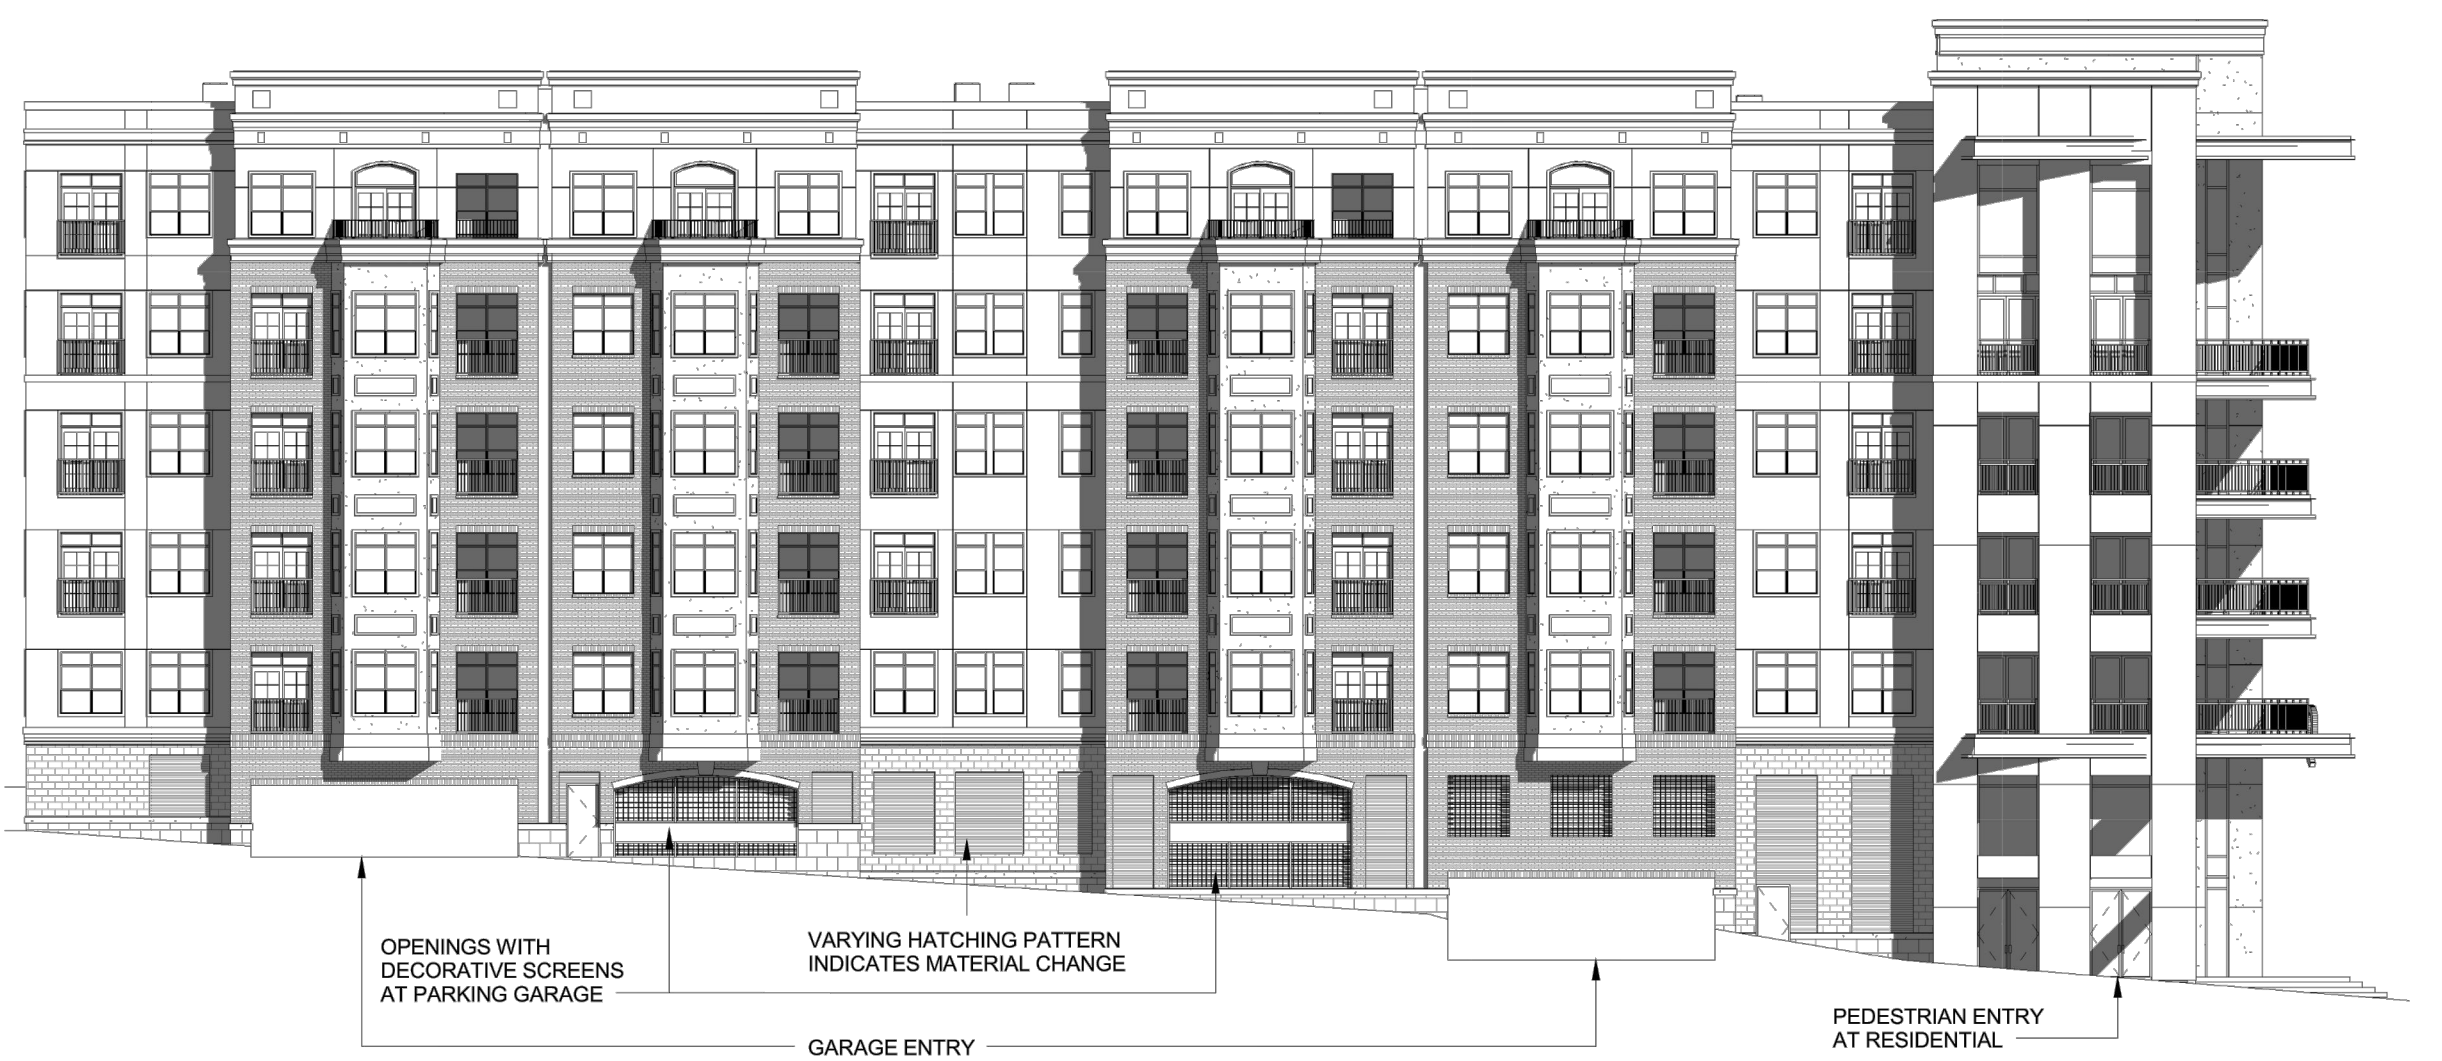 OPENINGS WITH
DECORATIVE SCREENS
AT PARKING GARAGE
VARYING HATCHING PATTERN
INDICATES MATERIAL CHANGE
GARAGE ENTRY
PEDESTRIAN ENTRY
AT RESIDENTIAL